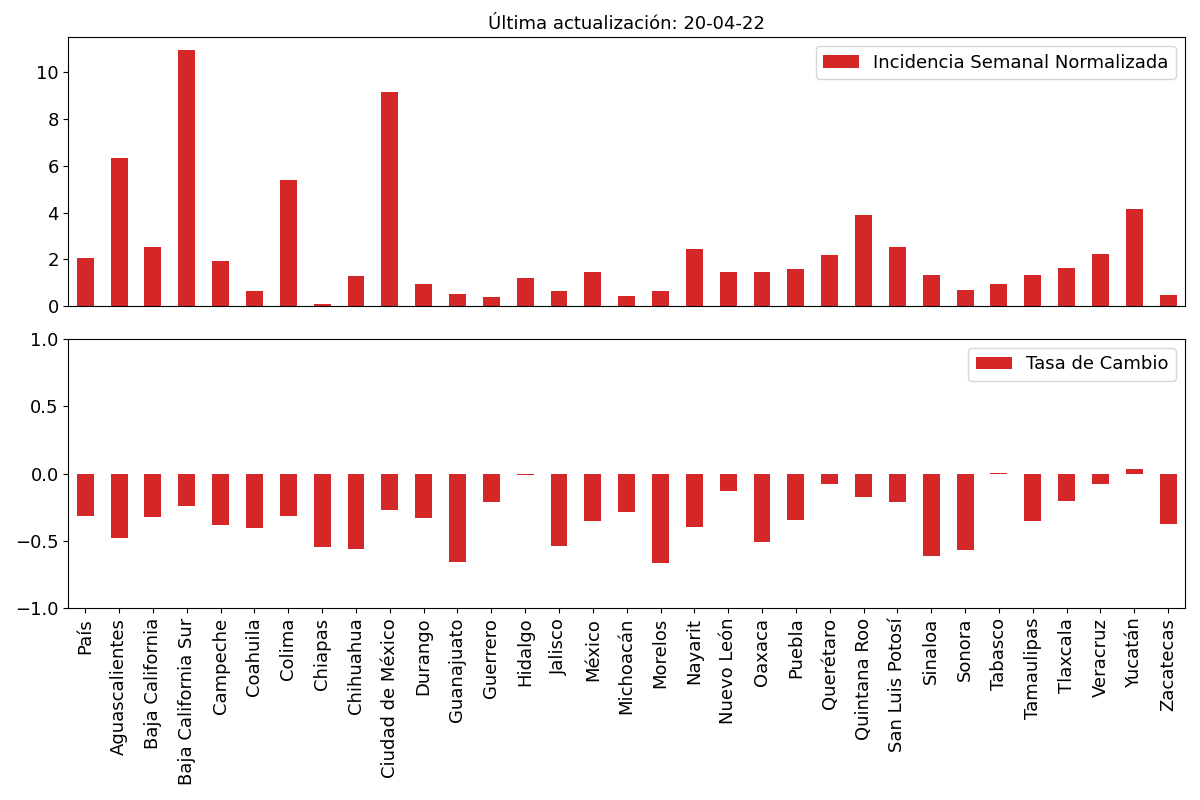 Última actualización: 20-04-22
Incidencia Semanal Normalizada
10
8
6
4
2
0
Tasa de Cambio
1.0
0.5
0.0
−0.5
−1.0
País
Aguascalientes
Baja California
Baja California Sur
Campeche
Coahuila
Colima
Chiapas
Chihuahua
Ciudad de México
Durango
Guanajuato
Guerrero
Hidalgo
Jalisco
México
Michoacán
Morelos
Nayarit
Nuevo León
Oaxaca
Puebla
Querétaro
Quintana Roo
San Luis Potosí
Sinaloa
Sonora
Tabasco
Tamaulipas
Tlaxcala
Veracruz
Yucatán
Zacatecas